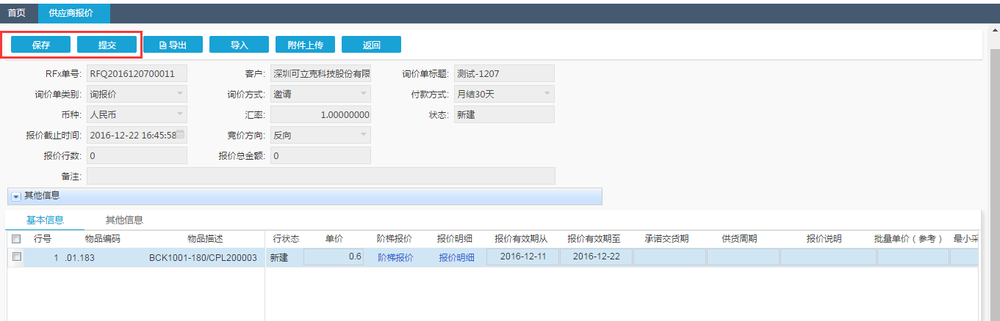 首页 供应商报价
保存 提交 导出 导入 附件上传 返回
RFx单号: RFQ2016120700011 客户: 深圳可立克科技股份有限 询价单标题: 测试-1207
询价单类别: 询报价 询价方式: 邀请 付款方式: 月结30天
币种: 人民币 汇率: 1.00000000 状态: 新建
报价截止时间: 2016-12-22 16:45:58 竞价方向: 反向
报价行数: 0 报价总金额: 0
备注:
其他信息
基本信息 其他信息
行号 物品编码 物品描述 行状态 单价 阶梯报价 报价明细 报价有效期从 报价有效期至 承诺交货期 供货周期 报价说明 批量单价（参考） 最小采
1 .01.183 BCK1001-180/CPL200003 新建 0.6 阶梯报价 报价明细 2016-12-11 2016-12-22